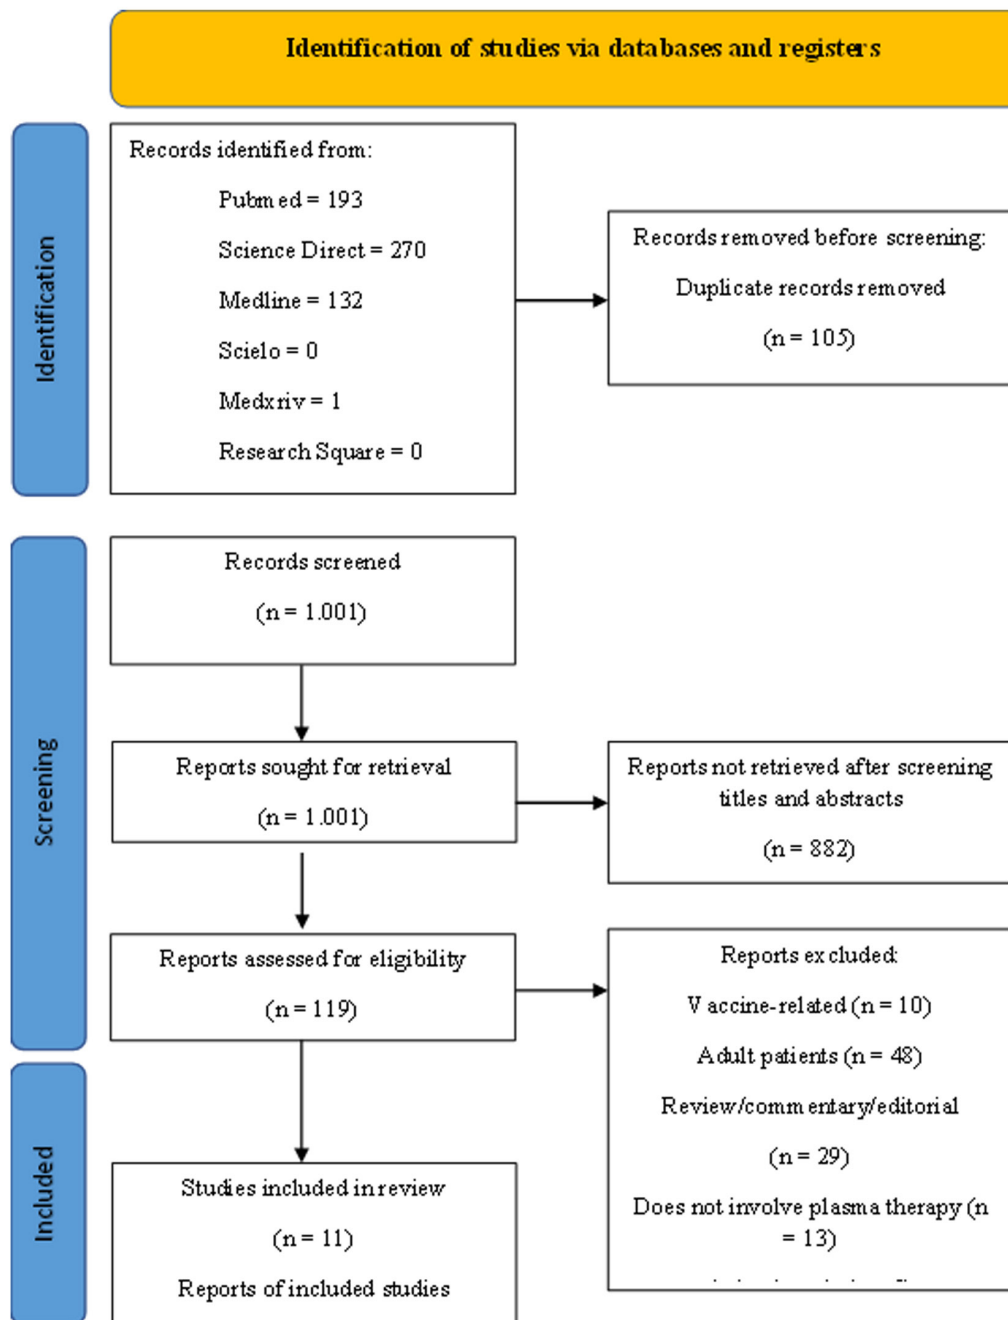 Identification of studies via databases and registers
Identification
Records identified from:
Pubmed = 193
Science Direct = 270
Medline = 132
Scielo = 0
Medxriv = 1
Research Square = 0
Records removed before screening:
Duplicate records removed
(n = 105)
Screening
Records screened
(n = 1.001)
Reports sought for retrieval
(n = 1.001)
Reports not retrieved after screening
titles and abstracts
(n = 882)
Reports assessed for eligibility
(n = 119)
Reports excluded:
Vaccine-related (n = 10)
Adult patients (n = 48)
Review/commentary/editorial
(n = 29)
Does not involve plasma therapy (n
= 13)
Included
Studies included in review
(n = 11)
Reports of included studies